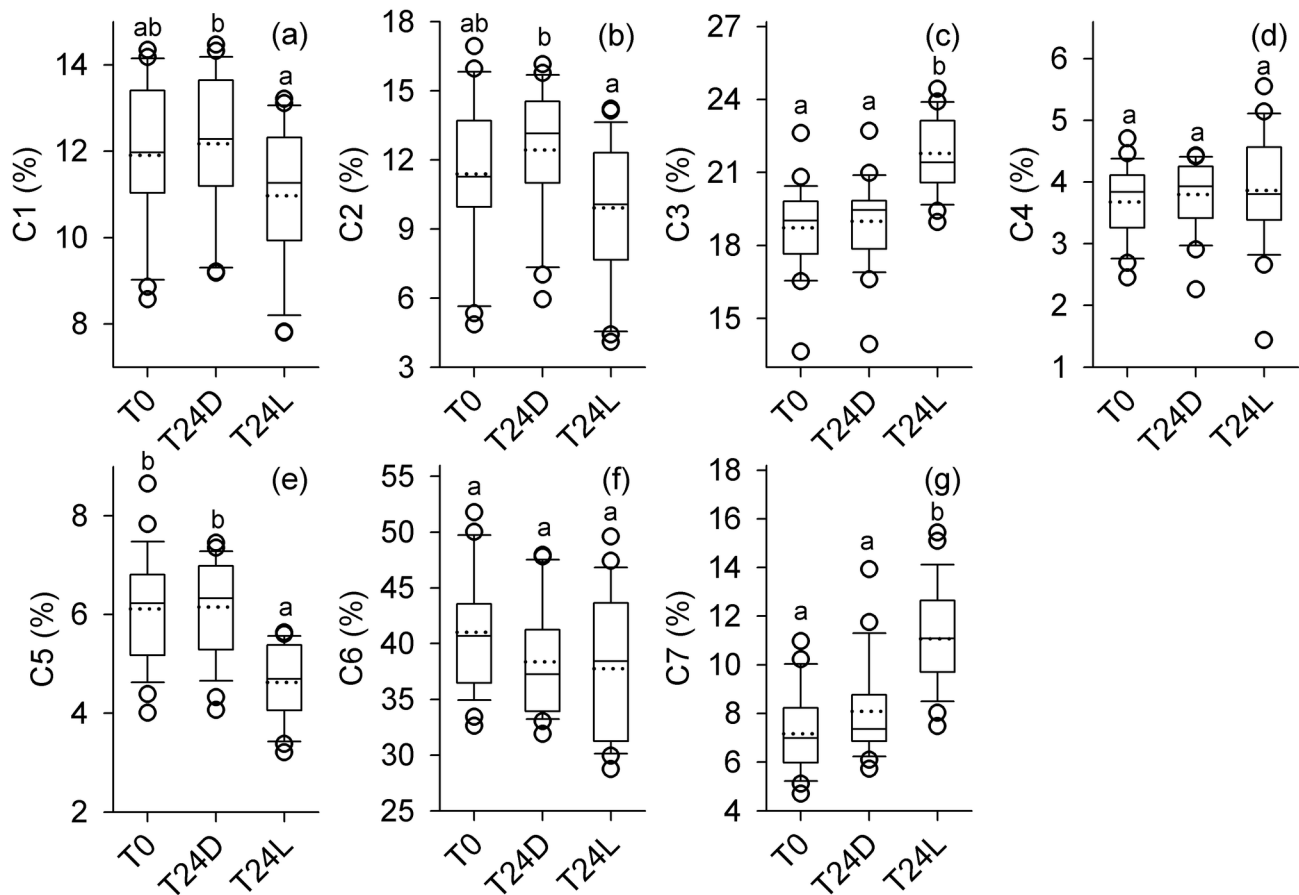 (a)
ab
b
a
14
12
10
8
C1 (%)
T0
T24D
T24L
(b)
ab
b
a
18
15
12
9
6
3
C2 (%)
T0
T24D
T24L
(c)
a
a
b
27
24
21
18
15
C3 (%)
T0
T24D
T24L
(d)
a
a
a
6
5
4
3
2
1
C4 (%)
T0
T24D
T24L
(e)
b
b
a
8
6
4
2
C5 (%)
T0
T24D
T24L
(f)
a
a
a
55
50
45
40
35
30
25
C6 (%)
T0
T24D
T24L
(g)
a
a
b
18
16
14
12
10
8
6
4
C7 (%)
T0
T24D
T24L